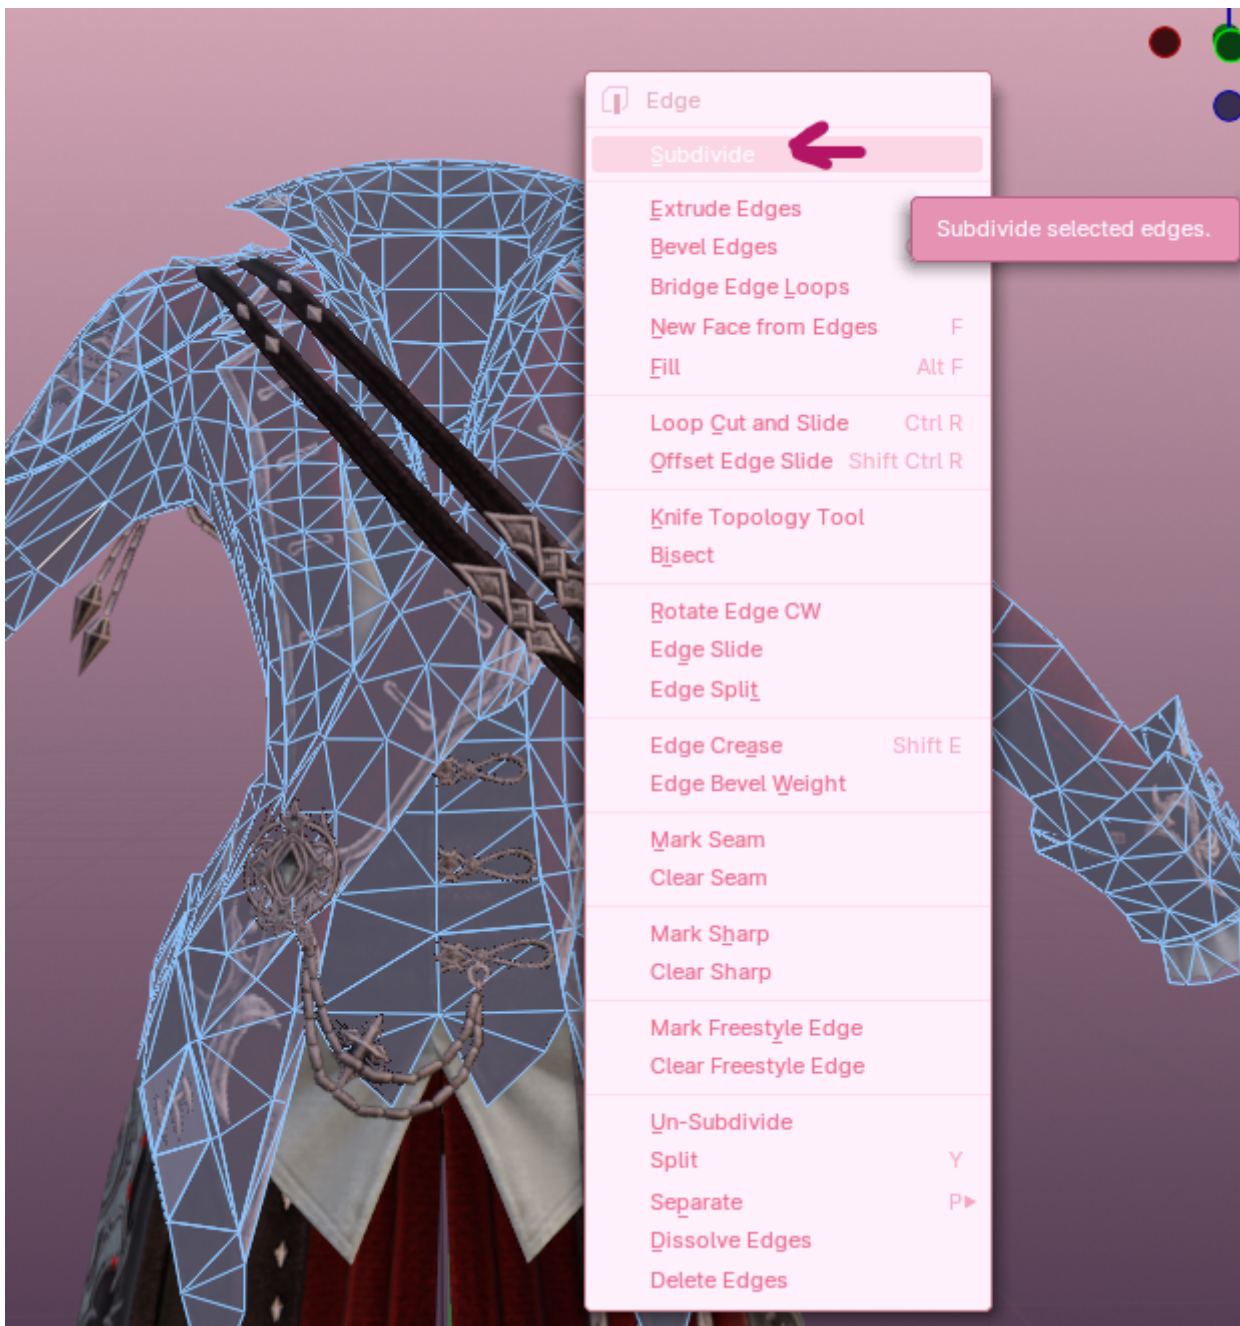 Edge
Subdivide
Subdivide selected edges.
Extrude Edges
Bevel Edges
Bridge Edge Loops
New Face from Edges F
Fill Alt F
Loop Cut and Slide Ctrl R
Offset Edge Slide Shift Ctrl R
Knife Topology Tool
Bisect
Rotate Edge CW
Edge Slide
Edge Split
Edge Crease Shift E
Edge Bevel Weight
Mark Seam
Clear Seam
Mark Sharp
Clear Sharp
Mark Freestyle Edge
Clear Freestyle Edge
Un-Subdivide
Split Y
Separate P
Dissolve Edges
Delete Edges